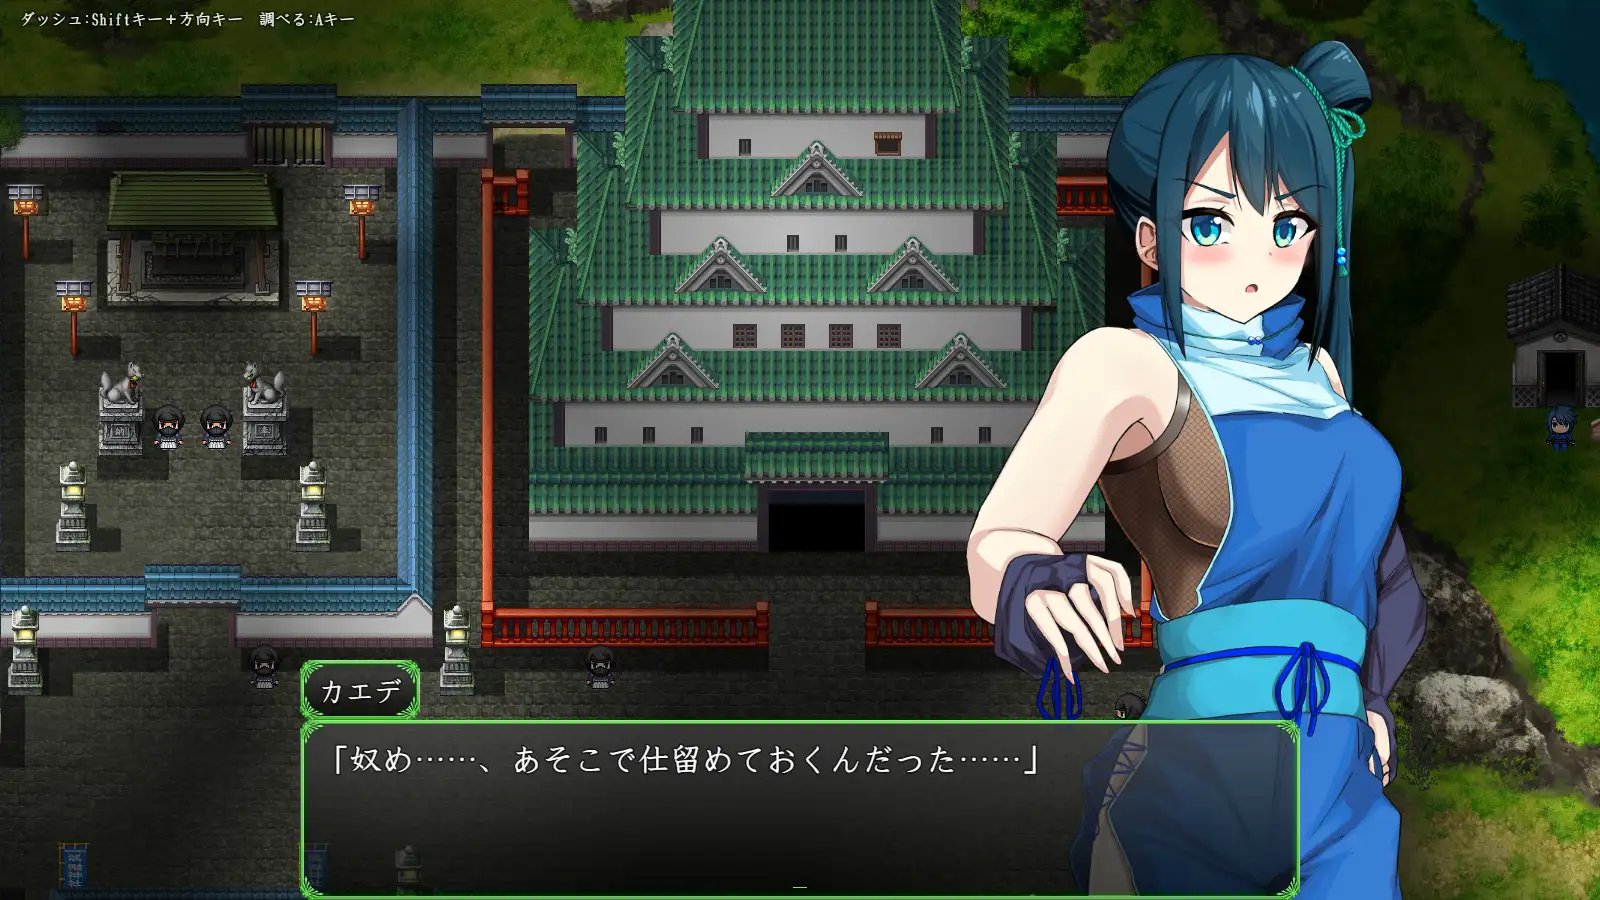 ダッシュ:Shiftキー+方向キー　調べる:Aキー
カエデ
「奴め……、あそこで仕留めておくんだった……」